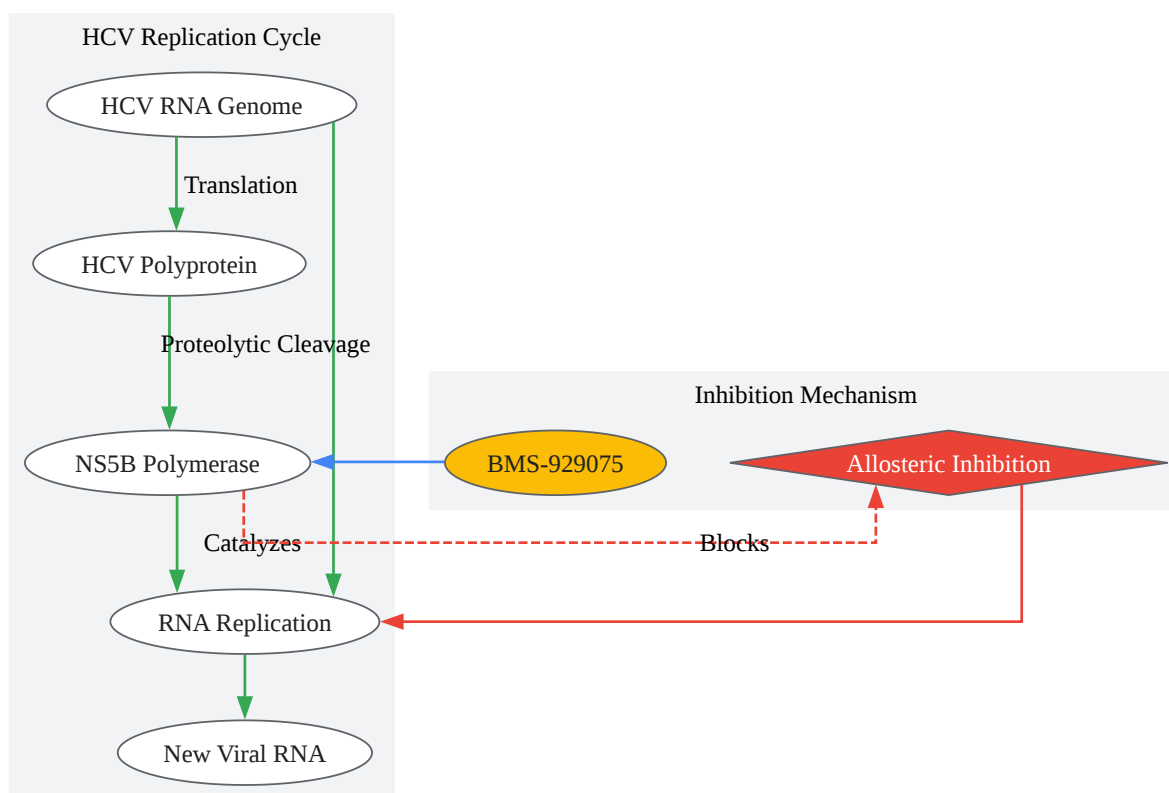 HCV Replication Cycle
HCV RNA Genome
Translation
HCV Polyprotein
Proteolytic Cleavage
Inhibition Mechanism
NS5B Polymerase
BMS-929075
Allosteric Inhibition
Catalyzes
Blocks
RNA Replication
New Viral RNA